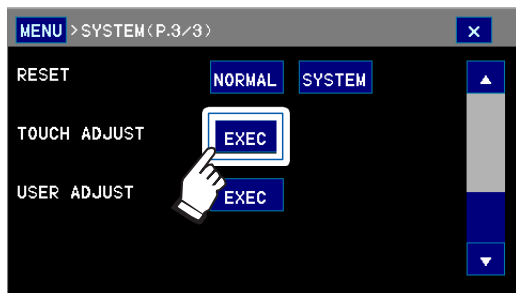 MENU >SYSTEM(P.3/3) ×
RESET NORMAL SYSTEM ▲
TOUCH ADJUST EXEC
USER ADJUST EXEC
▼